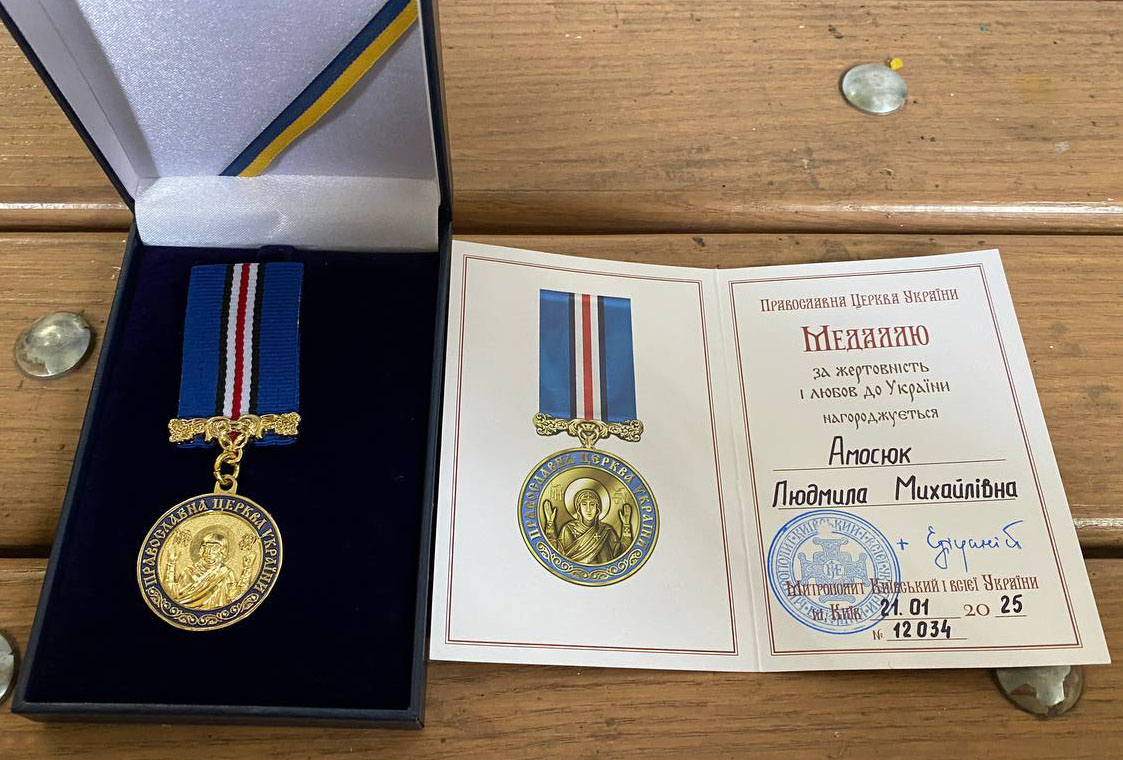 ПРАВОСЛАВНА ЦЕРКВА УКРАЇНИ
ПРАВОСЛАВНА ЦЕРКВА УКРАЇНИ
Православна Церква України
Медаллю
за жертовність
і любов до України
нагороджується
Амосюк
Людмила Михайлівна
+ Епіфаній
Митрополит Київський і всієї України
м. Київ 21.01 20 25
№ 12034